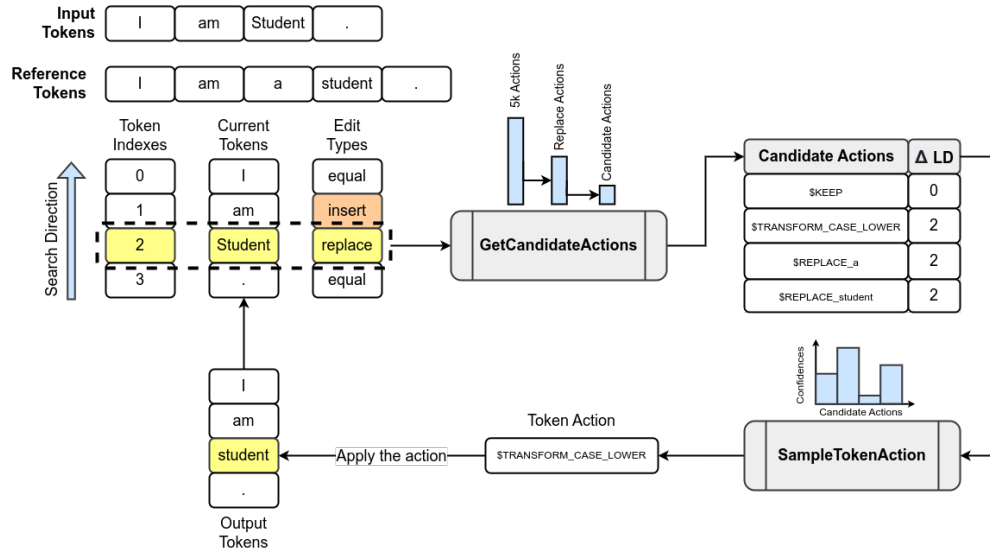 Input
Tokens
I
am
Student
.
Reference
Tokens
I
am
a
student
.
Token
Indexes
Current
Tokens
Edit
Types
Search Direction
0
I
equal
1
am
insert
2
Student
replace
3
.
equal
5k Actions
Replace Actions
Candidate Actions
GetCandidateActions
Candidate Actions
Δ LD
$KEEP
0
$TRANSFORM_CASE_LOWER
2
$REPLACE_a
2
$REPLACE_student
2
Confidences
Candidate Actions
SampleTokenAction
Token Action
$TRANSFORM_CASE_LOWER
Apply the action
I
am
student
.
Output
Tokens